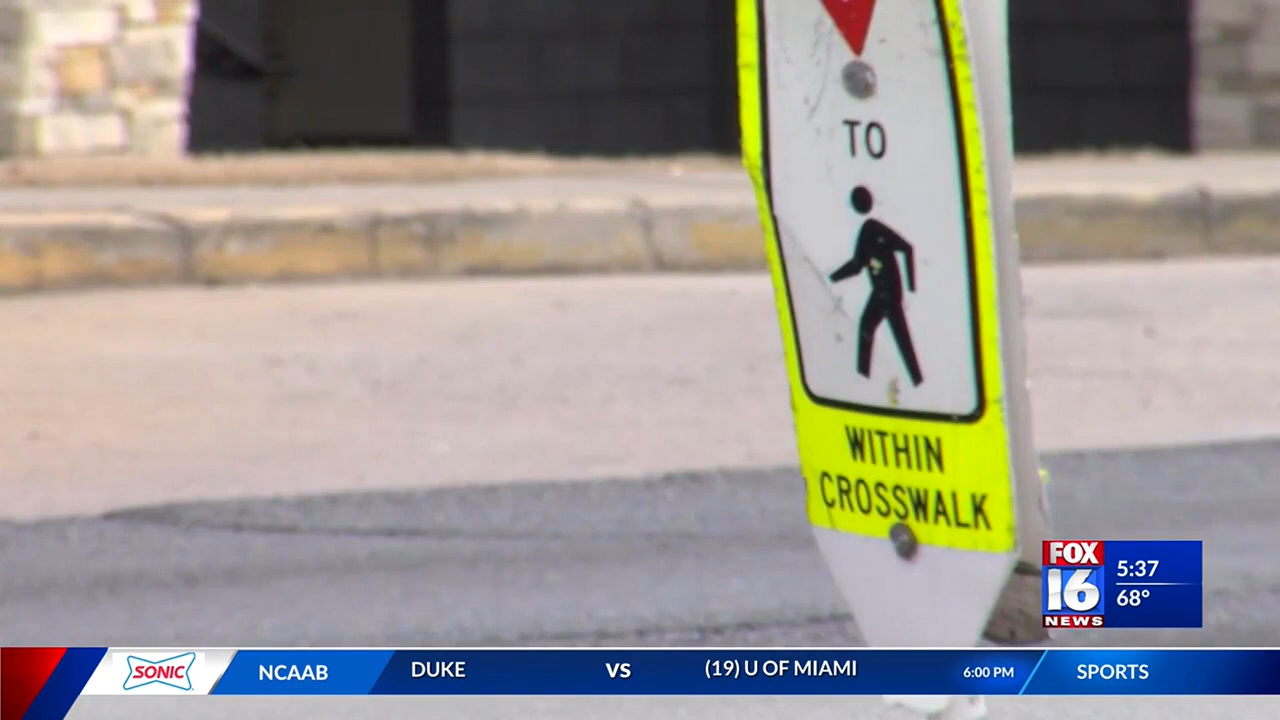 TO
WITHIN
CROSSWALK
FOX
16
NEWS
5:37
68°
SONIC
NCAAB
DUKE
VS
(19) U OF MIAMI
6:00 PM
SPORTS